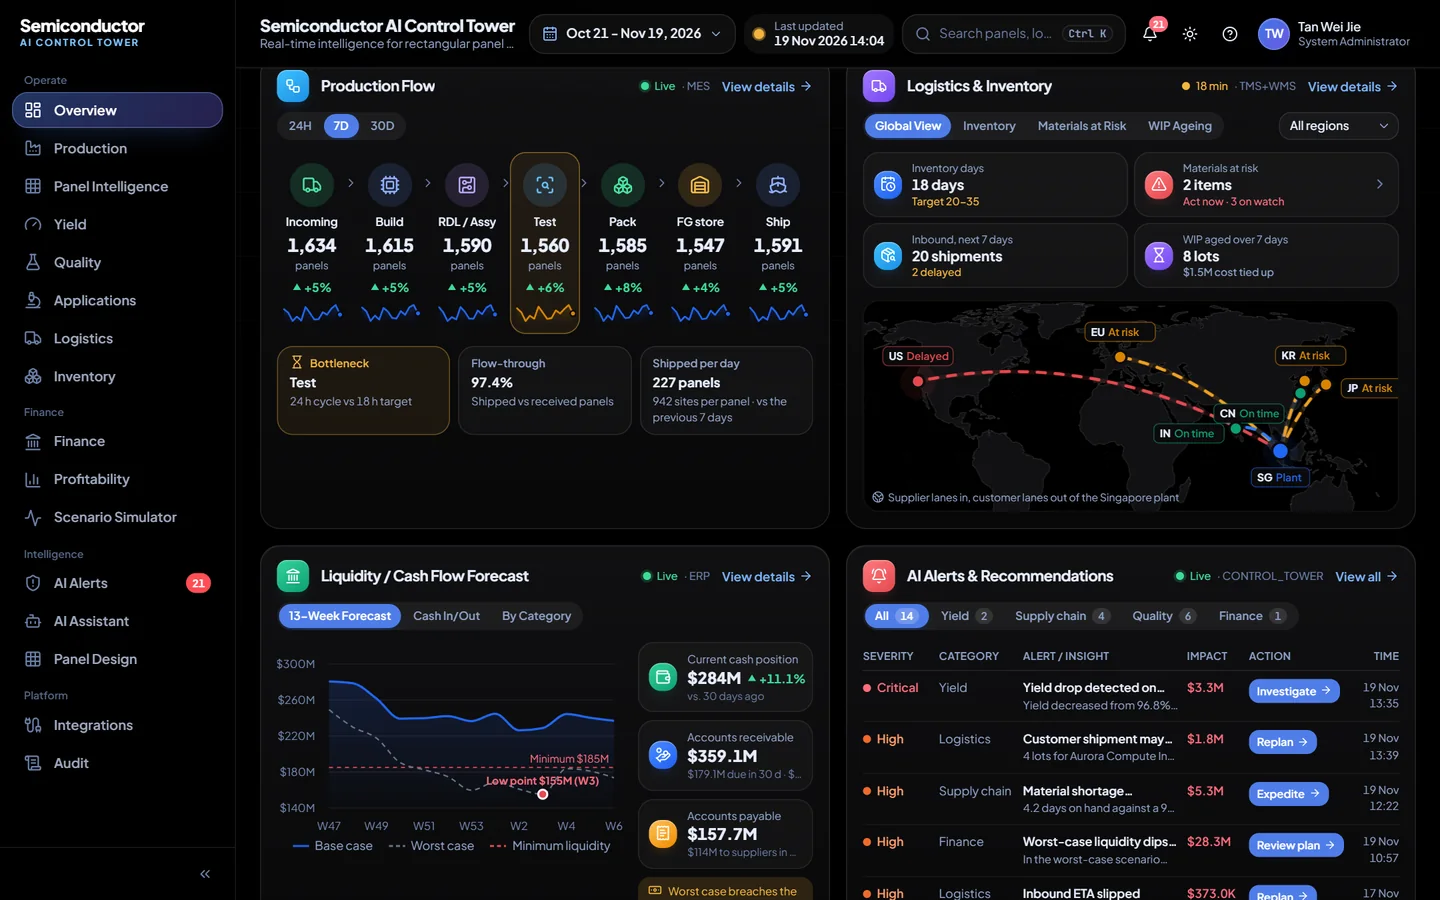 Semiconductor
AI CONTROL TOWER
Operate
Overview
Production
Panel Intelligence
Yield
Quality
Applications
Logistics
Inventory
Finance
Finance
Profitability
Scenario Simulator
Intelligence
AI Alerts
21
AI Assistant
Panel Design
Platform
Integrations
Audit
Semiconductor AI Control Tower
Real-time intelligence for rectangular panel ...
Oct 21 – Nov 19, 2026
Last updated
19 Nov 2026 14:04
Search panels, lo...
Ctrl K
21
TW
Tan Wei Jie
System Administrator
Production Flow
Live · MES
View details
24H 7D 30D
Incoming
1,634
panels
+5%
Build
1,615
panels
+5%
RDL / Assy
1,590
panels
+5%
Test
1,560
panels
+6%
Pack
1,585
panels
+8%
FG store
1,547
panels
+4%
Ship
1,591
panels
+5%
Bottleneck
Test
24 h cycle vs 18 h target
Flow-through
97.4%
Shipped vs received panels
Shipped per day
227 panels
942 sites per panel · vs the
previous 7 days
Logistics & Inventory
18 min · TMS+WMS
View details
Global View Inventory Materials at Risk WIP Ageing
All regions
Inventory days
18 days
Target 20–35
Materials at risk
2 items
Act now · 3 on watch
Inbound, next 7 days
20 shipments
2 delayed
WIP aged over 7 days
8 lots
$1.5M cost tied up
EU At risk
US Delayed
KR At risk
JP At risk
CN On time
IN On time
SG Plant
Supplier lanes in, customer lanes out of the Singapore plant
Liquidity / Cash Flow Forecast
Live · ERP
View details
13-Week Forecast Cash In/Out By Category
$300M
$260M
$220M
$180M
$140M
Minimum $185M
Low point $155M (W3)
W47 W49 W51 W53 W2 W4 W6
Base case Worst case Minimum liquidity
Current cash position
$284M +11.1%
vs. 30 days ago
Accounts receivable
$359.1M
$179.1M due in 30 d · $...
Accounts payable
$157.7M
$114M to suppliers in ...
Worst case breaches the
AI Alerts & Recommendations
Live · CONTROL_TOWER
View all
All 14 Yield 2 Supply chain 4 Quality 6 Finance 1
SEVERITY CATEGORY ALERT / INSIGHT IMPACT ACTION TIME
Critical Yield Yield drop detected on... $3.3M Investigate 19 Nov
Yield decreased from 96.8%... 13:35
High Logistics Customer shipment may... $1.8M Replan 19 Nov
4 lots for Aurora Compute In... 13:39
High Supply chain Material shortage... $5.3M Expedite 19 Nov
4.2 days on hand against a 9... 12:22
High Finance Worst-case liquidity dips... $28.3M Review plan 19 Nov
In the worst-case scenario... 10:57
High Logistics Inbound ETA slipped $373.0K Replan 17 Nov